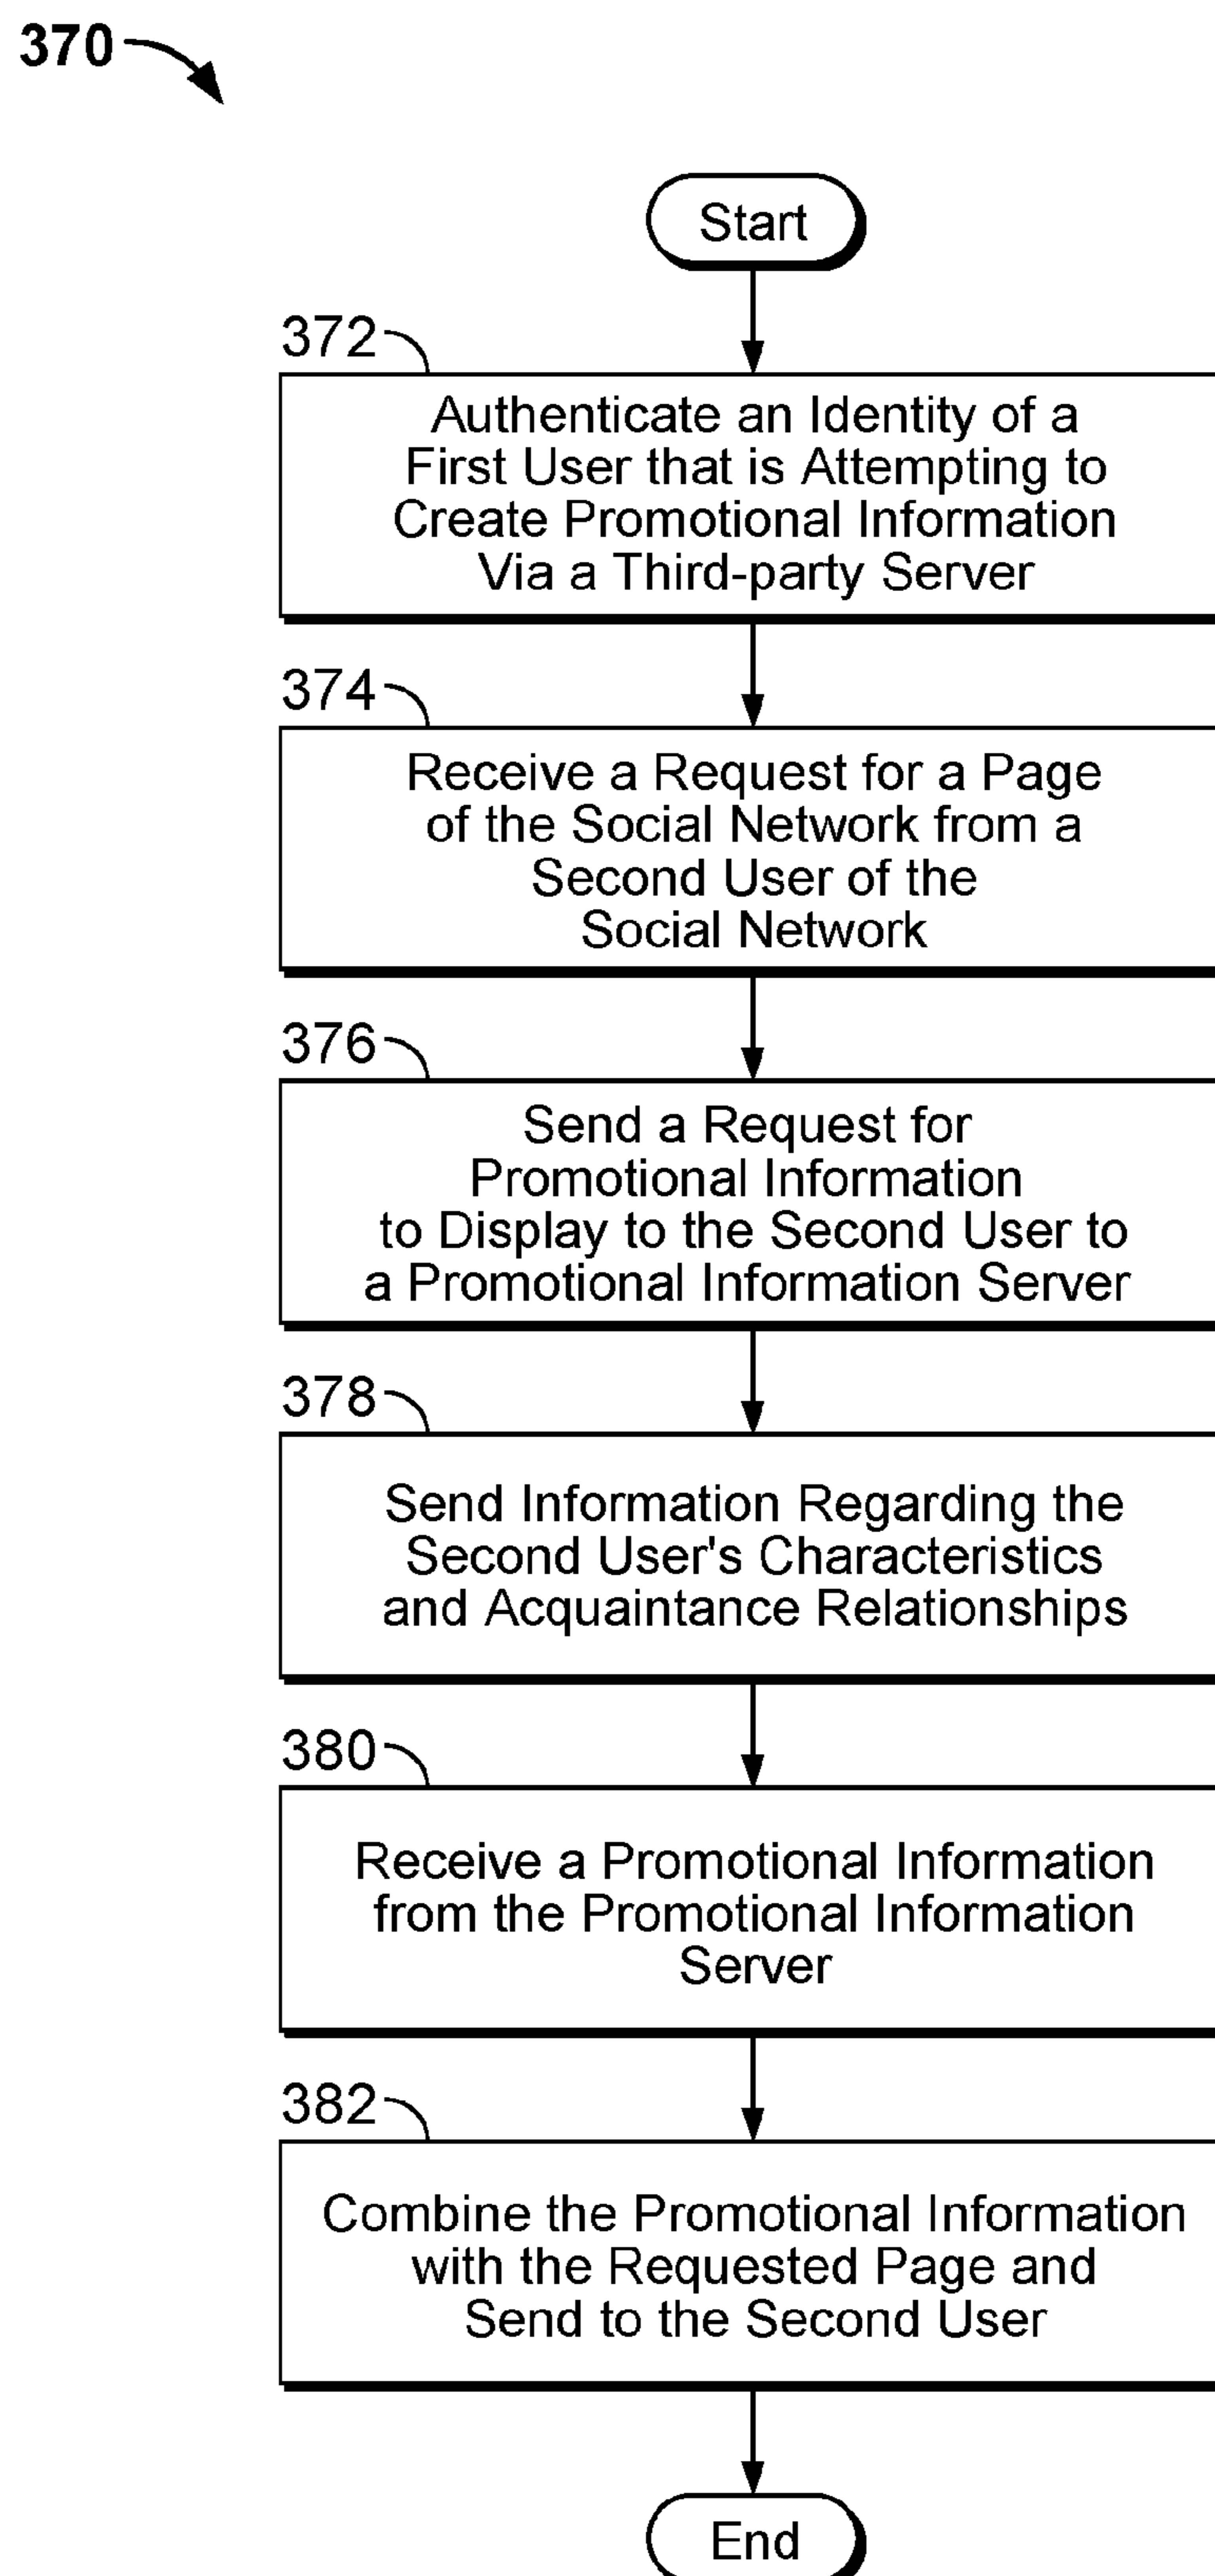 370
Start
372
Authenticate an Identity of a
First User that is Attempting to
Create Promotional Information
Via a Third-party Server
374
Receive a Request for a Page
of the Social Network from a
Second User of the
Social Network
376
Send a Request for
Promotional Information
to Display to the Second User to
a Promotional Information Server
378
Send Information Regarding the
Second User's Characteristics
and Acquaintance Relationships
380
Receive a Promotional Information
from the Promotional Information
Server
382
Combine the Promotional Information
with the Requested Page and
Send to the Second User
End